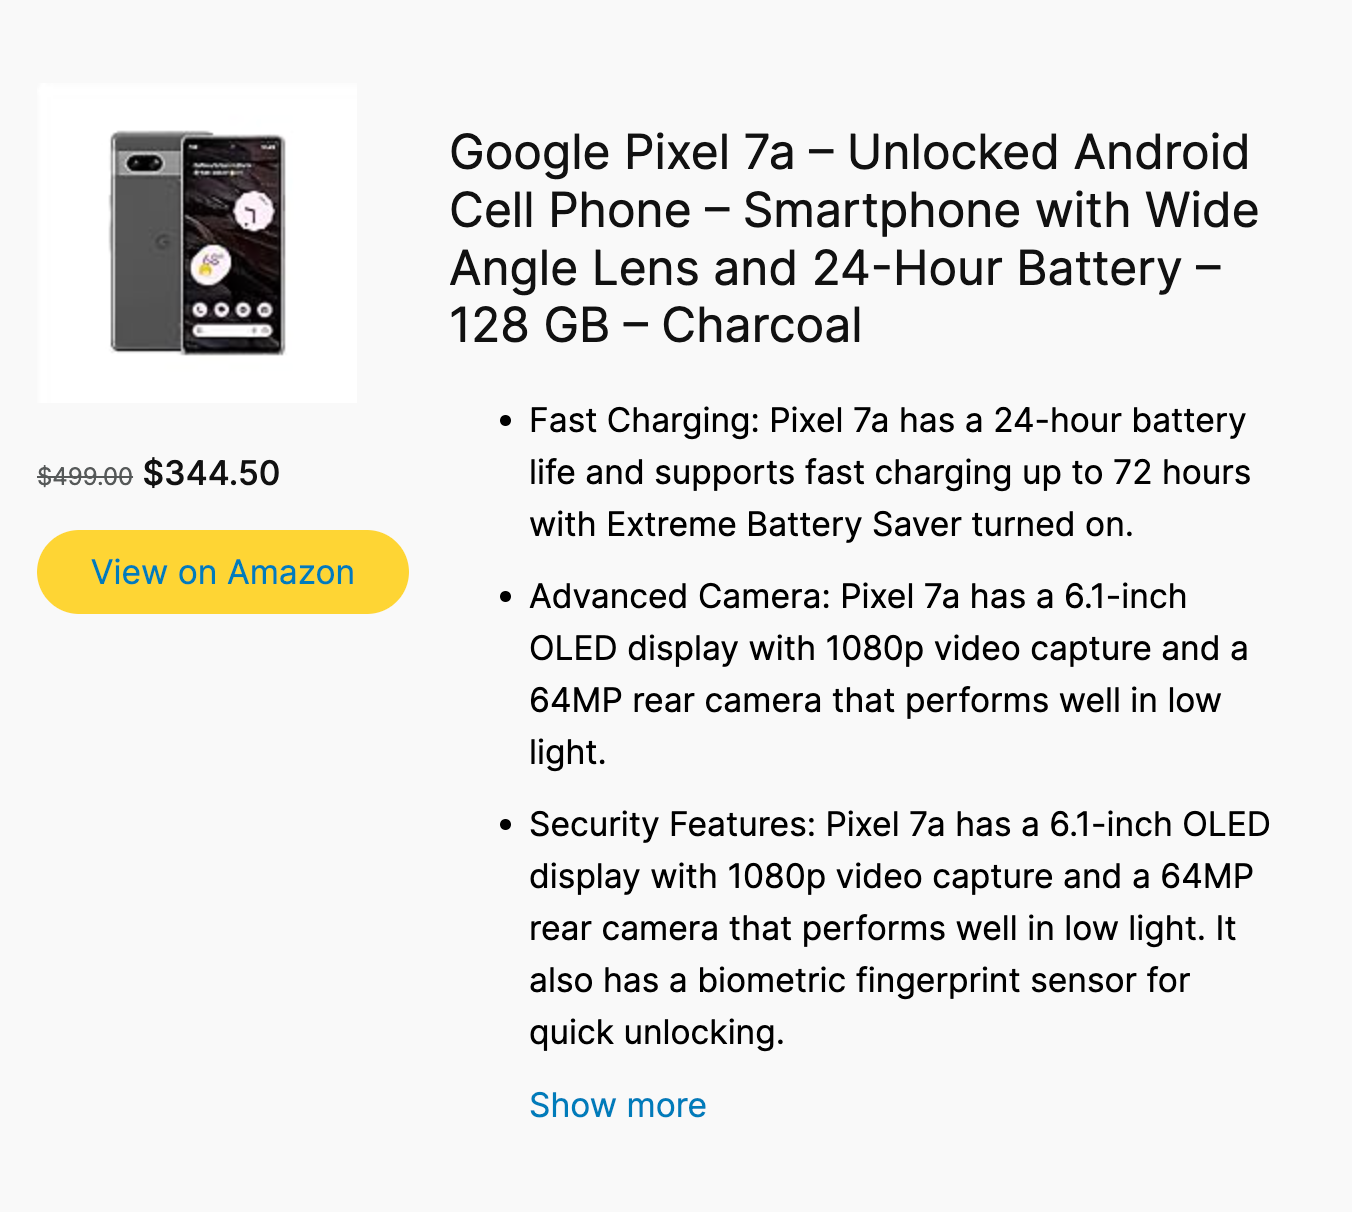 Google Pixel 7a – Unlocked Android
Cell Phone – Smartphone with Wide
Angle Lens and 24-Hour Battery –
128 GB – Charcoal
$499.00 $344.50
View on Amazon
• Fast Charging: Pixel 7a has a 24-hour battery
life and supports fast charging up to 72 hours
with Extreme Battery Saver turned on.
• Advanced Camera: Pixel 7a has a 6.1-inch
OLED display with 1080p video capture and a
64MP rear camera that performs well in low
light.
• Security Features: Pixel 7a has a 6.1-inch OLED
display with 1080p video capture and a 64MP
rear camera that performs well in low light. It
also has a biometric fingerprint sensor for
quick unlocking.
Show more